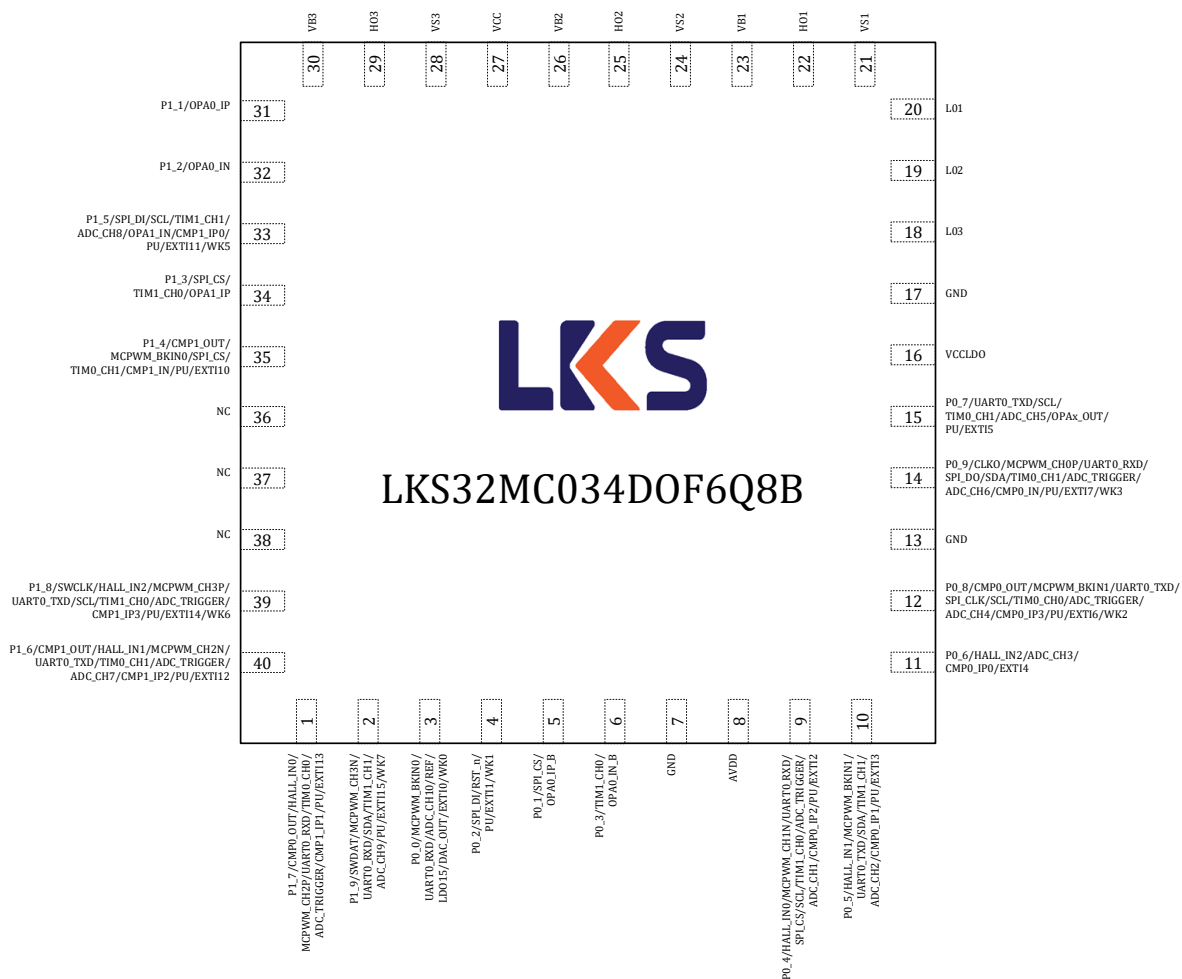 VB3
HO3
VS3
VCC
VB2
HO2
VS2
VB1
HO1
VS1
30
29
28
27
26
25
24
23
22
21
P1_1/OPA0_IP
31
P1_2/OPA0_IN
32
P1_5/SPI_DI/SCL/TIM1_CH1/
ADC_CH8/OPA1_IN/CMP1_IP0/
PU/EXTI11/WK5
33
P1_3/SPI_CS/
TIM1_CH0/OPA1_IP
34
P1_4/CMP1_OUT/
MCPWM_BKIN0/SPI_CS/
TIM0_CH1/CMP1_IN/PU/EXTI10
35
NC
36
NC
37
NC
38
P1_8/SWCLK/HALL_IN2/MCPWM_CH3P/
UART0_TXD/SCL/TIM1_CH0/ADC_TRIGGER/
CMP1_IP3/PU/EXTI14/WK6
39
P1_6/CMP1_OUT/HALL_IN1/MCPWM_CH2N/
UART0_TXD/TIM0_CH1/ADC_TRIGGER/
ADC_CH7/CMP1_IP2/PU/EXTI12
40
LKS
LKS32MC034DOF6Q8B
20
LO1
19
LO2
18
LO3
17
GND
16
VCCLDO
15
P0_7/UART0_TXD/SCL/
TIM0_CH1/ADC_CH5/OPAx_OUT/
PU/EXTI5
14
P0_9/CLKO/MCPWM_CH0P/UART0_RXD/
SPI_DO/SDA/TIM0_CH1/ADC_TRIGGER/
ADC_CH6/CMP0_IN/PU/EXTI7/WK3
13
GND
12
P0_8/CMP0_OUT/MCPWM_BKIN1/UART0_TXD/
SPI_CLK/SCL/TIM0_CH0/ADC_TRIGGER/
ADC_CH4/CMP0_IP3/PU/EXTI6/WK2
11
P0_6/HALL_IN2/ADC_CH3/
CMP0_IP0/EXTI4
1
2
3
4
5
6
7
8
9
10
P1_7/CMP0_OUT/HALL_IN0/
MCPWM_CH2P/UART0_RXD/TIM0_CH0/
ADC_TRIGGER/CMP1_IP1/PU/EXTI13
P1_9/SWDAT/MCPWM_CH3N/
UART0_RXD/SDA/TIM1_CH1/
ADC_CH9/PU/EXTI15/WK7
P0_0/MCPWM_BKIN0/
UART0_RXD/ADC_CH10/REF/
LDO15/DAC_OUT/EXTI0/WK0
P0_2/SPI_DI/RST_n/
PU/EXTI1/WK1
P0_1/SPI_CS/
OPA0_IP_B
P0_3/TIM1_CH0/
OPA0_IN_B
GND
AVDD
P0_4/HALL_IN0/MCPWM_CH1N/UART0_RXD/
SPI_CS/SCL/TIM1_CH0/ADC_TRIGGER/
ADC_CH1/CMP0_IP2/PU/EXTI2
P0_5/HALL_IN1/MCPWM_BKIN1/
UART0_TXD/SDA/TIM1_CH1/
ADC_CH2/CMP0_IP1/PU/EXTI3